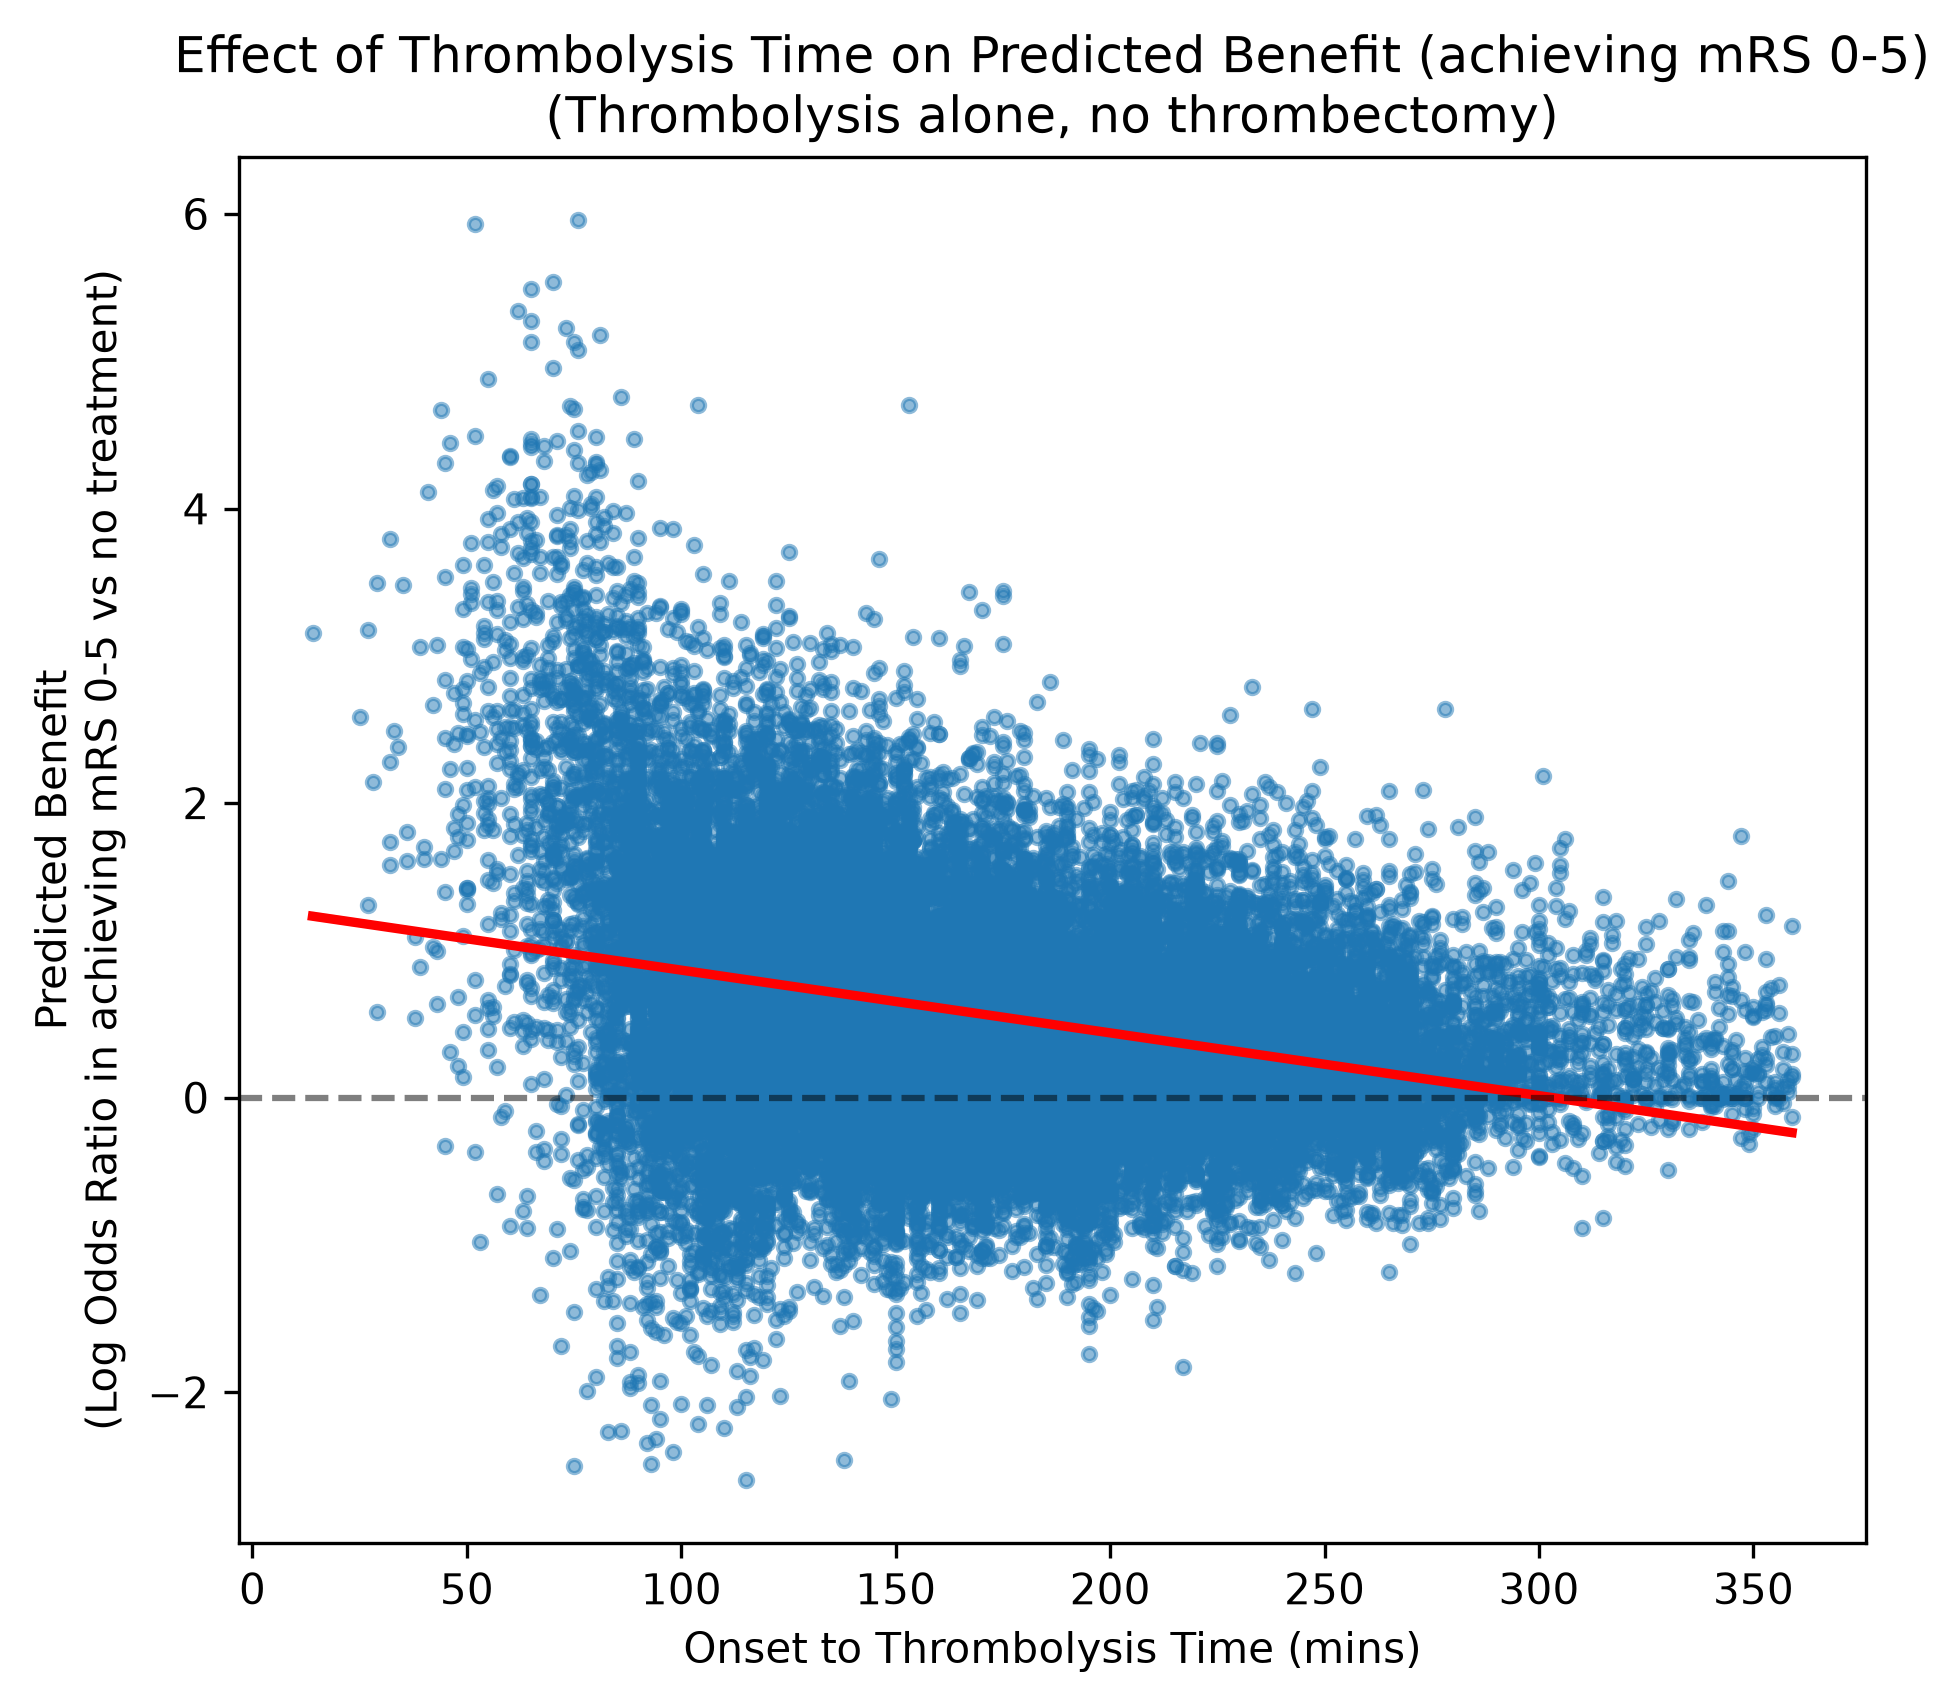 Effect of Thrombolysis Time on Predicted Benefit (achieving mRS 0-5)
(Thrombolysis alone, no thrombectomy)
Predicted Benefit
(Log Odds Ratio in achieving mRS 0-5 vs no treatment)
6
4
2
0
−2
0 50 100 150 200 250 300 350
Onset to Thrombolysis Time (mins)